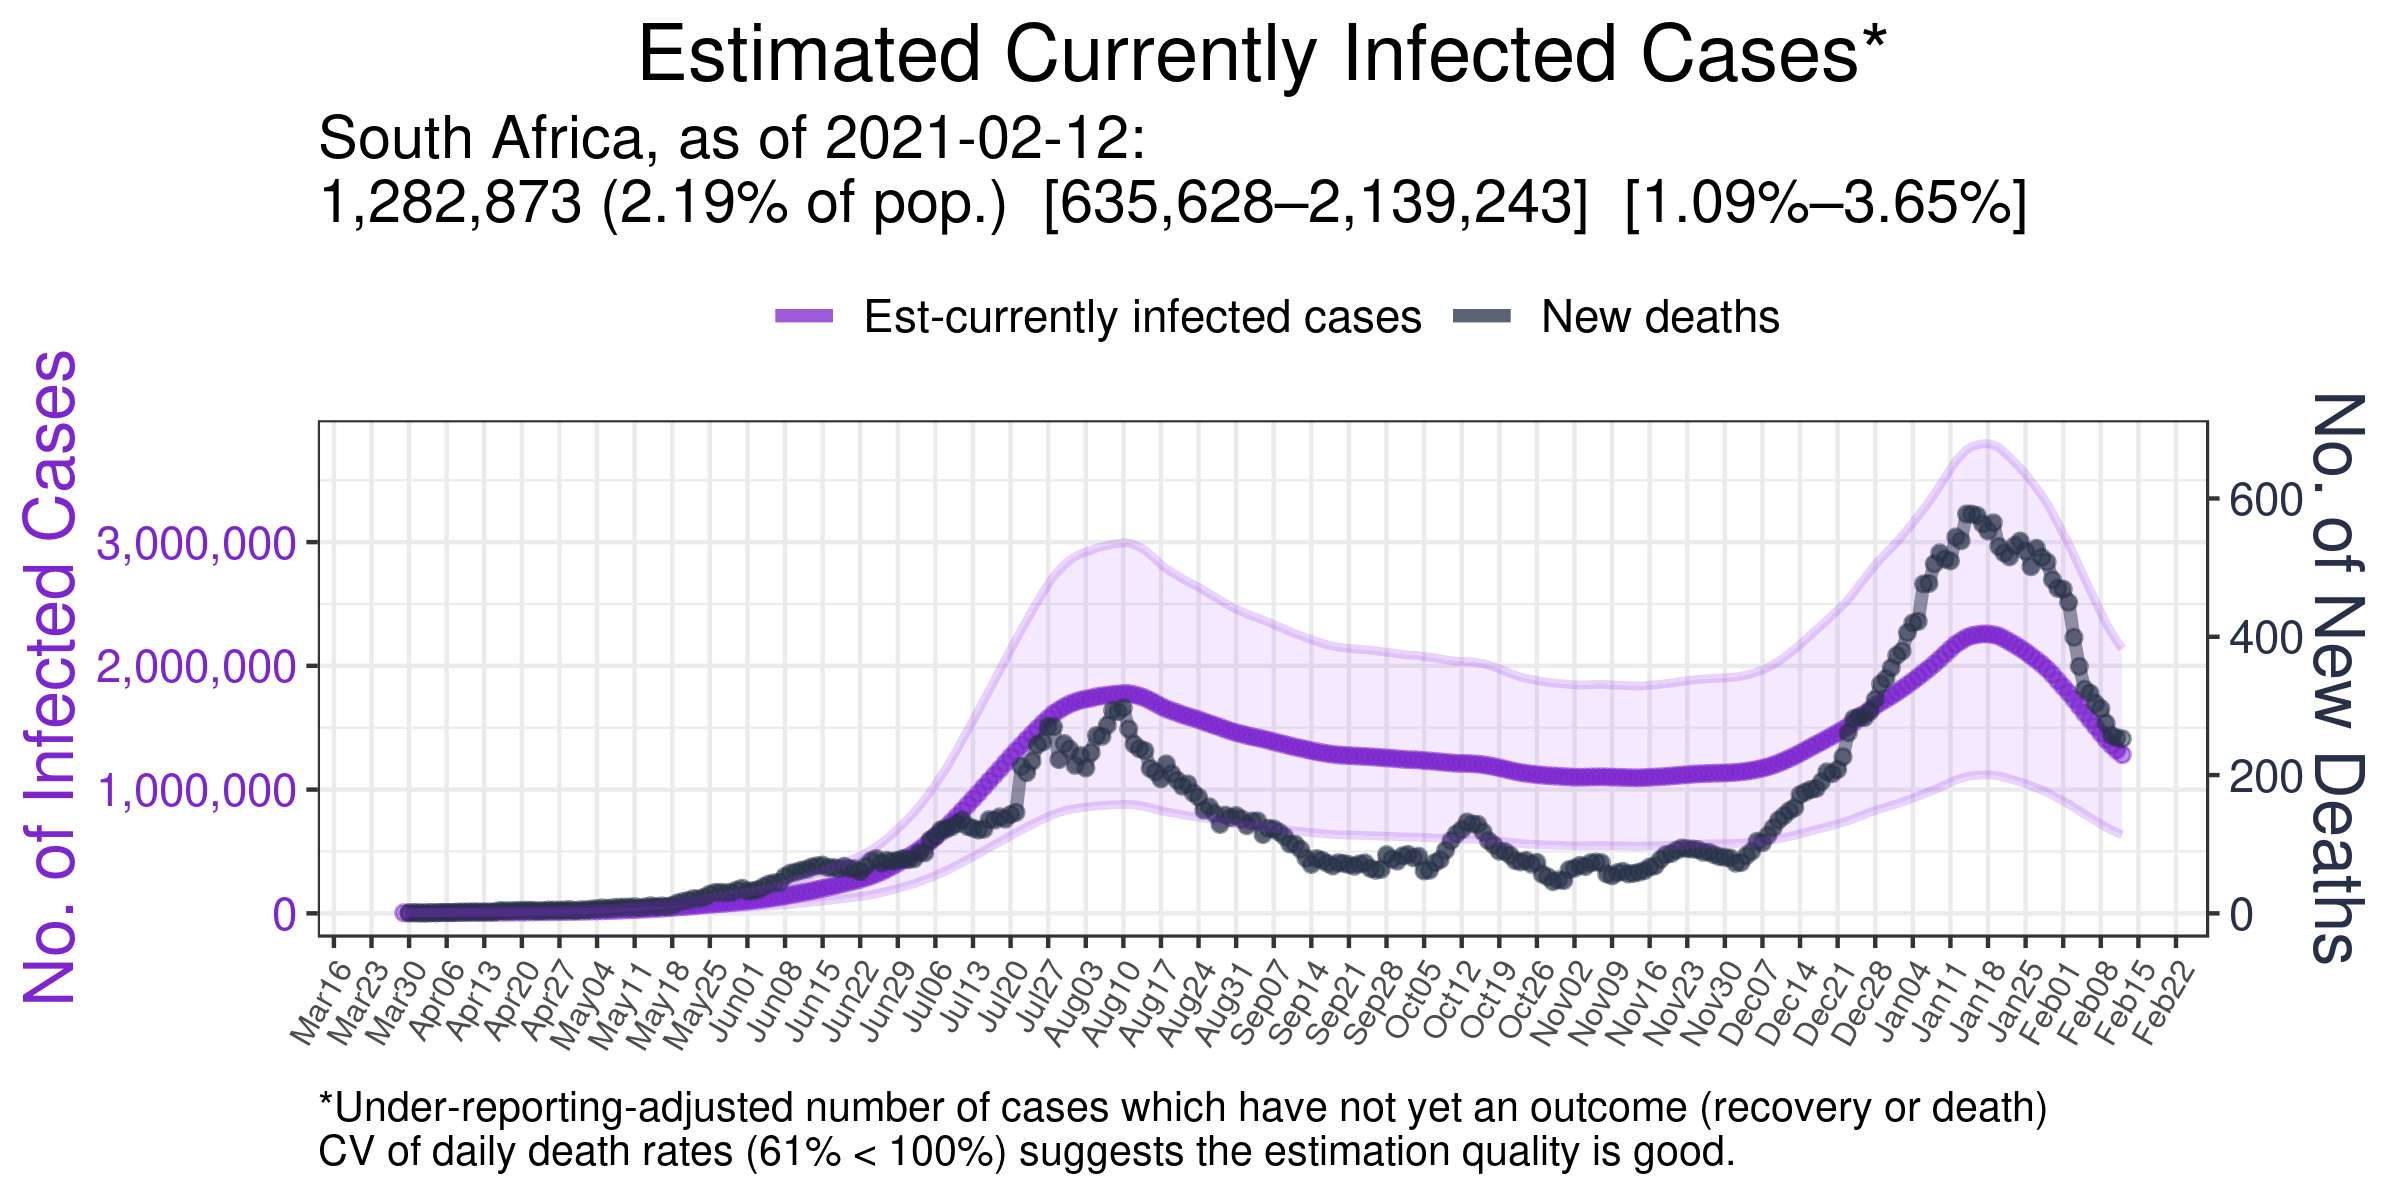 Estimated Currently Infected Cases*
South Africa, as of 2021-02-12:
1,282,873 (2.19% of pop.) [635,628–2,139,243] [1.09%–3.65%]
Est-currently infected cases
New deaths
No. of Infected Cases
3,000,000
2,000,000
1,000,000
0
No. of New Deaths
600
400
200
0
Mar16
Mar23
Mar30
Apr06
Apr13
Apr20
Apr27
May04
May11
May18
May25
Jun01
Jun08
Jun15
Jun22
Jun29
Jul06
Jul13
Jul20
Jul27
Aug03
Aug10
Aug17
Aug24
Aug31
Sep07
Sep14
Sep21
Sep28
Oct05
Oct12
Oct19
Oct26
Nov02
Nov09
Nov16
Nov23
Nov30
Dec07
Dec14
Dec21
Dec28
Jan04
Jan11
Jan18
Jan25
Feb01
Feb08
Feb15
Feb22
*Under-reporting-adjusted number of cases which have not yet an outcome (recovery or death)
CV of daily death rates (61% < 100%) suggests the estimation quality is good.